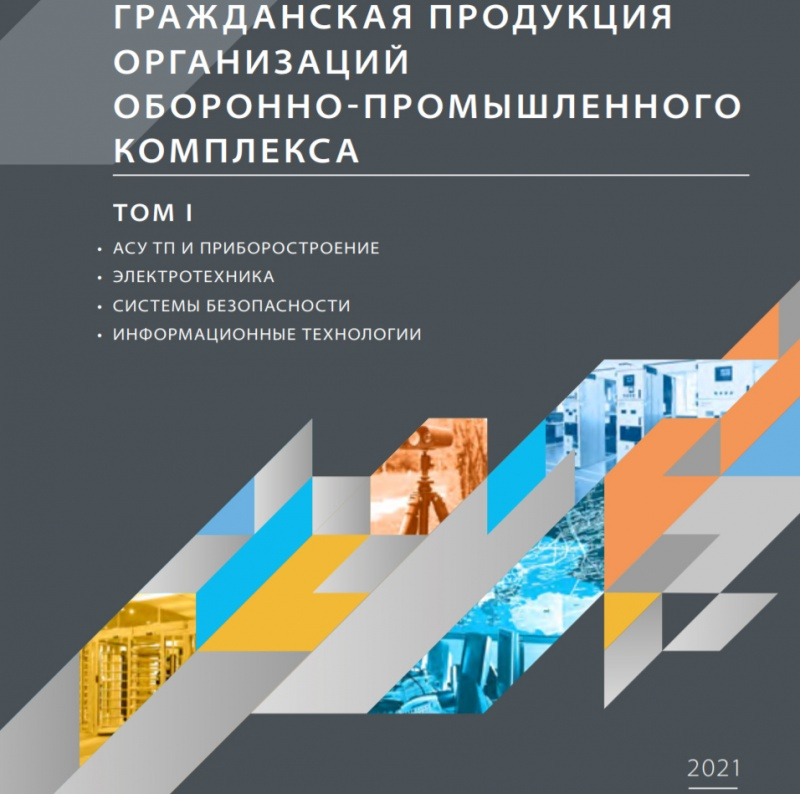 ГРАЖДАНСКАЯ ПРОДУКЦИЯ
ОРГАНИЗАЦИЙ
ОБОРОННО-ПРОМЫШЛЕННОГО
КОМПЛЕКСА
ТОМ I
• АСУ ТП И ПРИБОРОСТРОЕНИЕ
• ЭЛЕКТРОТЕХНИКА
• СИСТЕМЫ БЕЗОПАСНОСТИ
• ИНФОРМАЦИОННЫЕ ТЕХНОЛОГИИ
2021